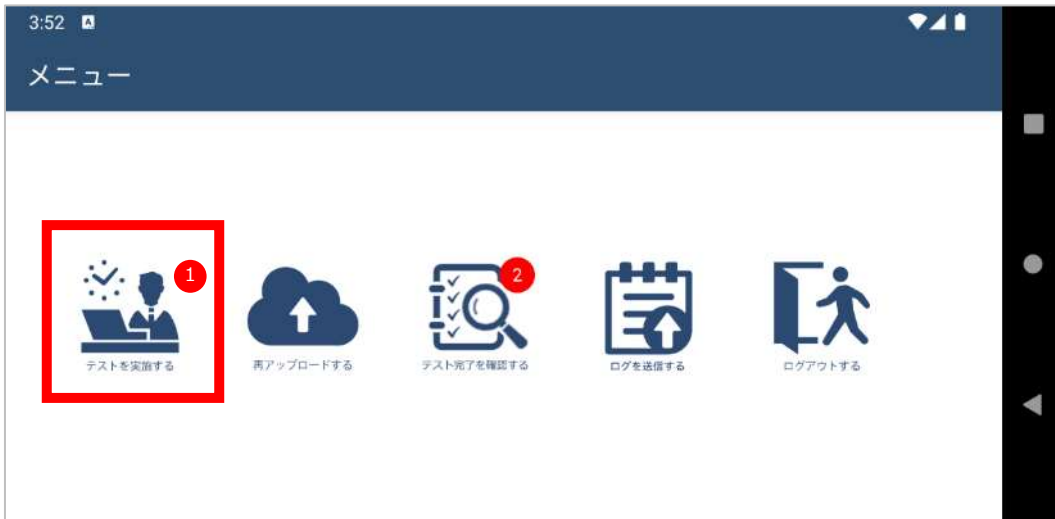 3:52 A
メニュー
1
2
テストを実施する
再アップロードする
テスト完了を確認する
ログを送信する
ログアウトする